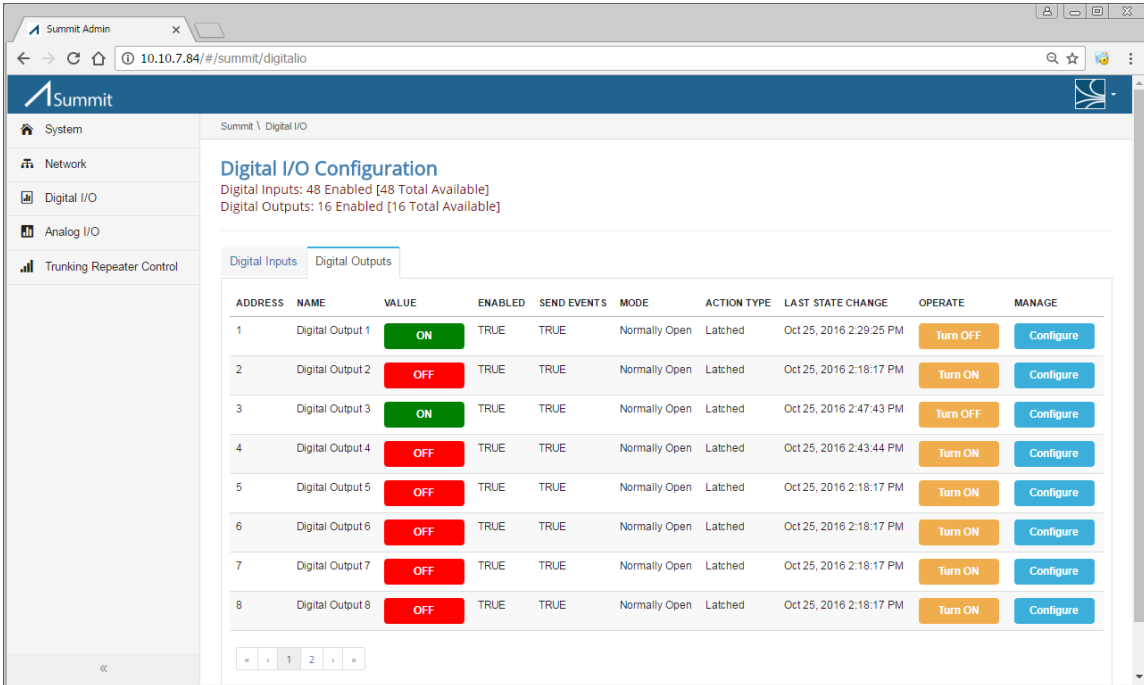 Summit Admin
10.10.7.84/#/summit/digitalio
Summit
System
Network
Digital I/O
Analog I/O
Trunking Repeater Control
«
Summit \ Digital I/O
Digital I/O Configuration
Digital Inputs: 48 Enabled [48 Total Available]
Digital Outputs: 16 Enabled [16 Total Available]
Digital Inputs Digital Outputs
ADDRESS NAME VALUE ENABLED SEND EVENTS MODE ACTION TYPE LAST STATE CHANGE OPERATE MANAGE
1 Digital Output 1 ON TRUE TRUE Normally Open Latched Oct 25, 2016 2:29:25 PM Turn OFF Configure
2 Digital Output 2 OFF TRUE TRUE Normally Open Latched Oct 25, 2016 2:18:17 PM Turn ON Configure
3 Digital Output 3 ON TRUE TRUE Normally Open Latched Oct 25, 2016 2:47:43 PM Turn OFF Configure
4 Digital Output 4 OFF TRUE TRUE Normally Open Latched Oct 25, 2016 2:43:44 PM Turn ON Configure
5 Digital Output 5 OFF TRUE TRUE Normally Open Latched Oct 25, 2016 2:18:17 PM Turn ON Configure
6 Digital Output 6 OFF TRUE TRUE Normally Open Latched Oct 25, 2016 2:18:17 PM Turn ON Configure
7 Digital Output 7 OFF TRUE TRUE Normally Open Latched Oct 25, 2016 2:18:17 PM Turn ON Configure
8 Digital Output 8 OFF TRUE TRUE Normally Open Latched Oct 25, 2016 2:18:17 PM Turn ON Configure
« ‹ 1 2 › »